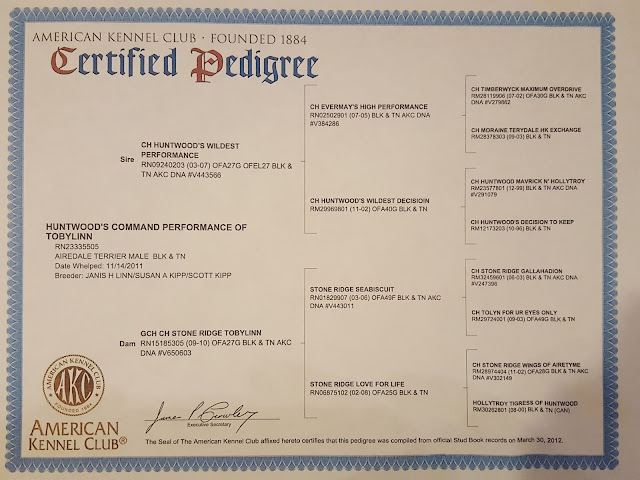 AMERICAN KENNEL CLUB · FOUNDED 1884
Certified Pedigree
Sire
CH HUNTWOOD'S WILDEST
PERFORMANCE
RN09240203 (03-07) OFA27G OFEL27 BLK &
TN AKC DNA #V443566
HUNTWOOD'S COMMAND PERFORMANCE OF
TOBYLINN
RN23335505
AIREDALE TERRIER MALE BLK & TN
Date Whelped: 11/14/2011
Breeder: JANIS H LINN/SUSAN A KIPP/SCOTT KIPP
Dam
GCH CH STONE RIDGE TOBYLINN
RN15185305 (09-10) OFA27G BLK & TN AKC
DNA #V650603
CH EVERMAY'S HIGH PERFORMANCE
RN02502901 (07-05) BLK & TN AKC DNA
#V384286
CH HUNTWOOD'S WILDEST DECISIOIN
RM29969801 (11-02) OFA40G BLK & TN
STONE RIDGE SEABISCUIT
RN01829907 (03-06) OFA49F BLK & TN AKC
DNA #V443011
STONE RIDGE LOVE FOR LIFE
RN06875102 (02-08) OFA25G BLK & TN
CH TIMBERWYCK MAXIMUM OVERDRIVE
RM28119906 (07-02) OFA30G BLK & TN AKC
DNA #V279862
CH MORAINE TERYDALE HK EXCHANGE
RM28378303 (09-03) BLK & TN
CH HUNTWOOD MAVRICK N' HOLLYTROY
RM23577801 (12-99) BLK & TN AKC DNA
#V291079
CH HUNTWOOD'S DECISION TO KEEP
RM12173203 (10-96) BLK & TN
CH STONE RIDGE GALLAHADION
RM32459601 (06-03) BLK & TN AKC DNA
#V247396
CH TOLYN FOR UR EYES ONLY
RM29724001 (09-03) OFA49G BLK & TN
CH STONE RIDGE WINGS OF AIRETYME
RM28974404 (11-02) OFA28G BLK & TN AKC
DNA #V302149
HOLLYTROY TIGRESS OF HUNTWOOD
RM30262801 (08-00) BLK & TN (CAN)
AMERICAN KENNEL CLUB
AKC
FOUNDED 1884
AMERICAN
KENNEL CLUB®
Executive Secretary
The Seal of The American Kennel Club affixed hereto certifies that this pedigree was compiled from official Stud Book records on March 30, 2012.